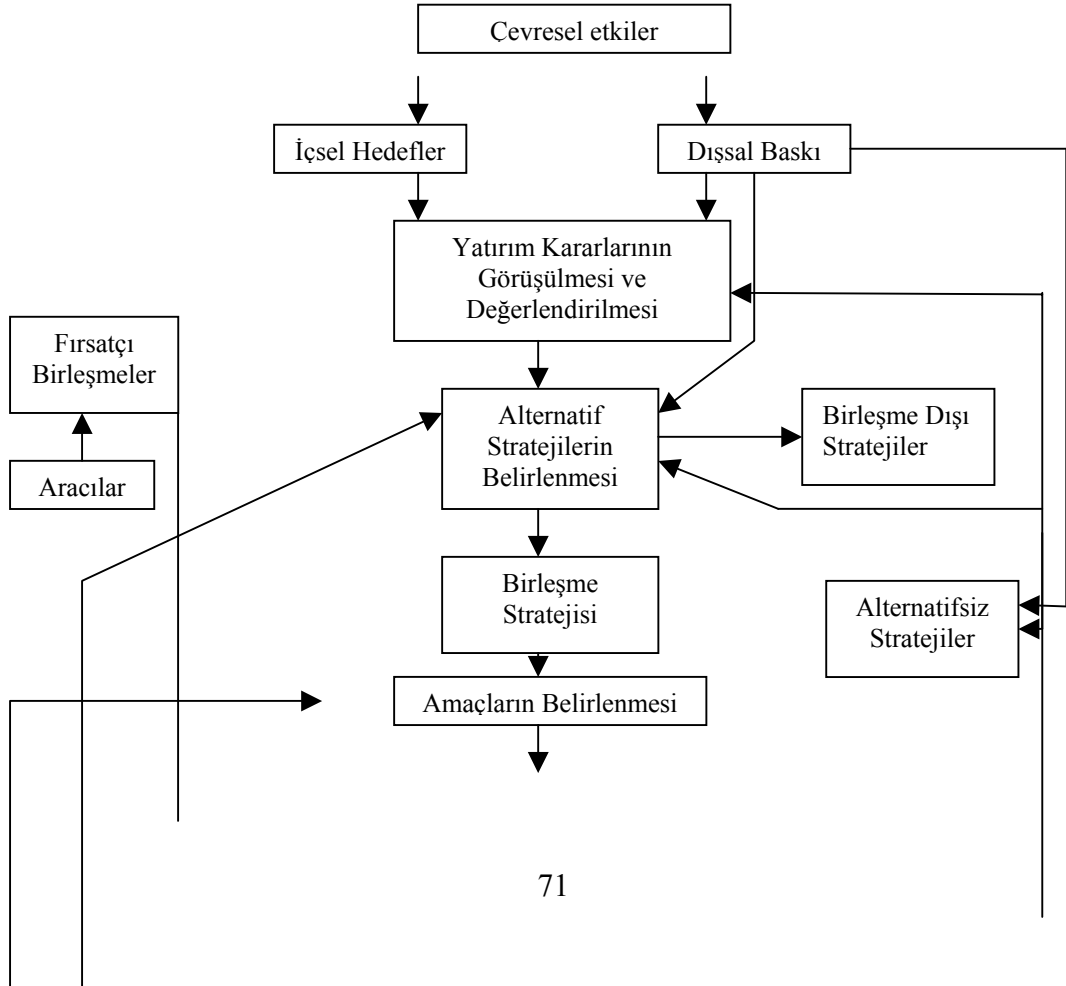 Çevresel etkiler
İçsel Hedefler
Dışsal Baskı
Yatırım Kararlarının
Görüşülmesi ve
Değerlendirilmesi
Fırsatçı
Birleşmeler
Alternatif
Stratejilerin
Belirlenmesi
Birleşme Dışı
Stratejiler
Aracılar
Birleşme
Stratejisi
Alternatifsiz
Stratejiler
Amaçların Belirlenmesi
71